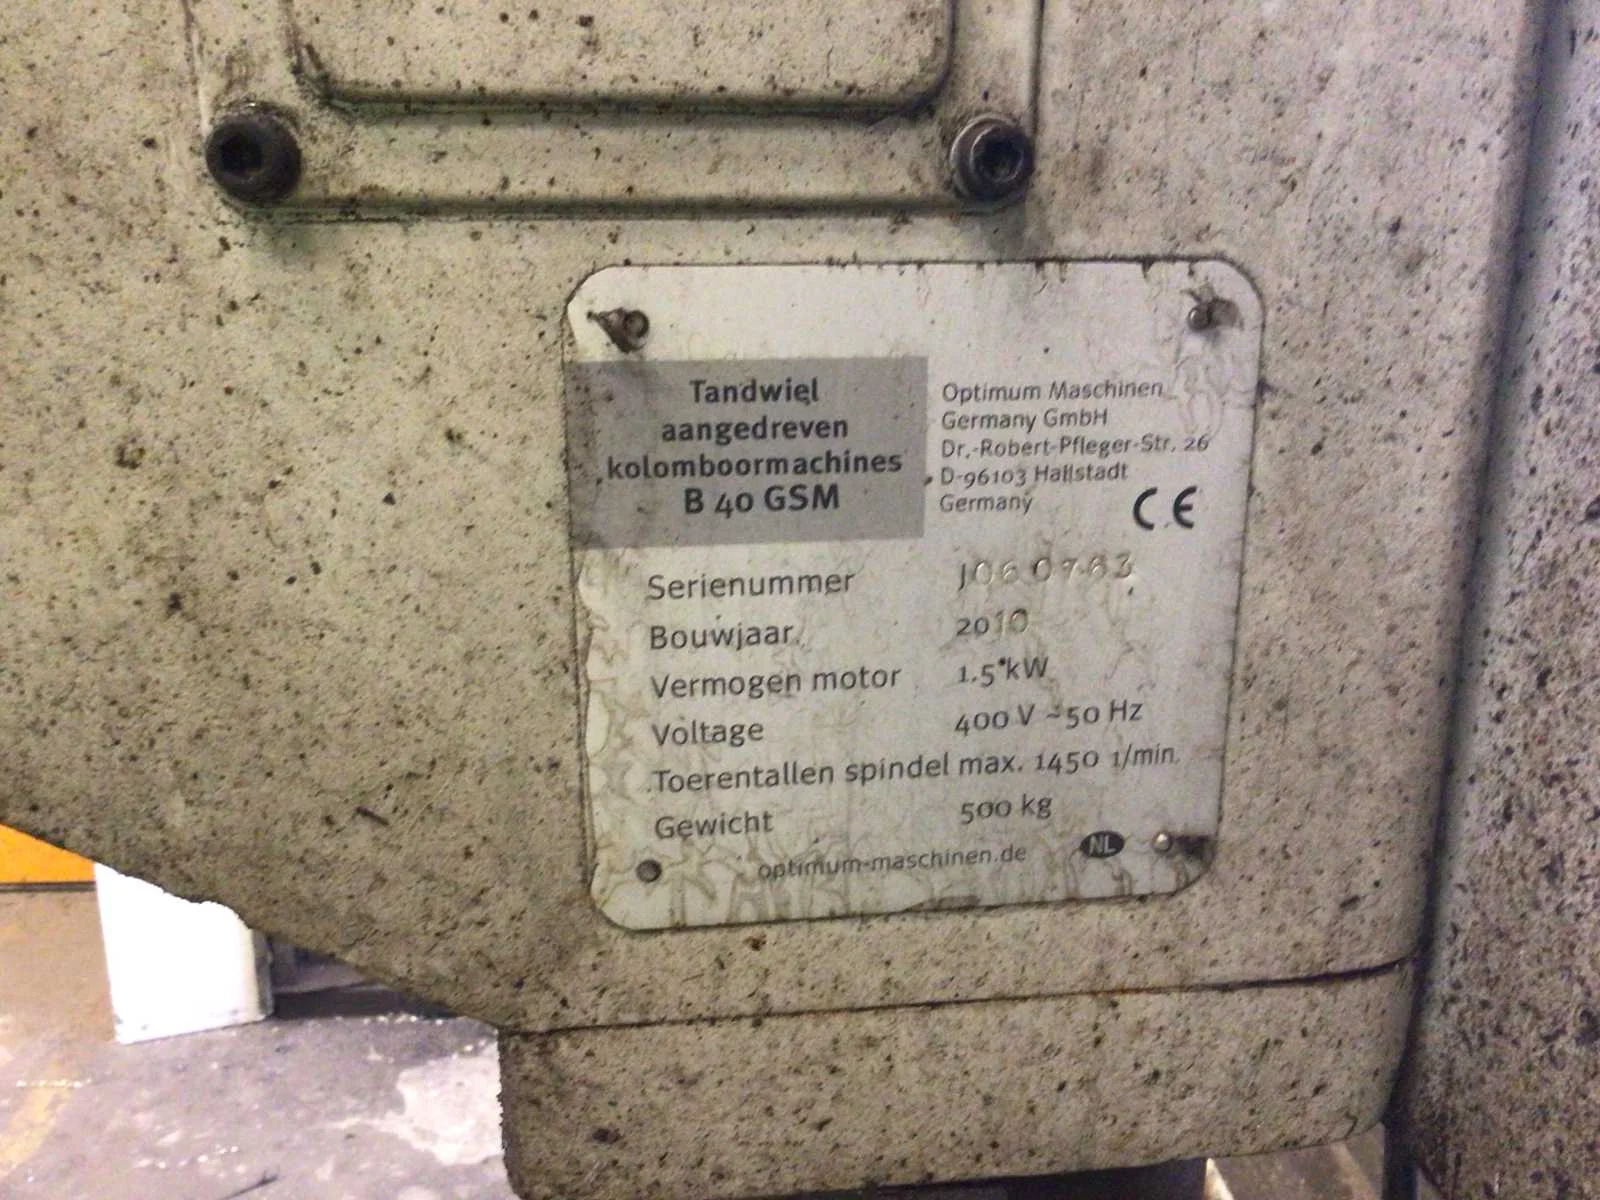 Tandwiel
aangedreven
kolomboormachines
B 40 GSM
Optimum Maschinen
Germany GmbH
Dr.-Robert-Pfleger-Str. 26
D-96103 Hallstadt
Germany
CE
Serienummer J060763
Bouwjaar 2010
Vermogen motor 1.5 kW
Voltage 400 V ~50 Hz
Toerentallen spindel max. 1450 1/min.
Gewicht 500 kg
optimum-maschinen.de NL